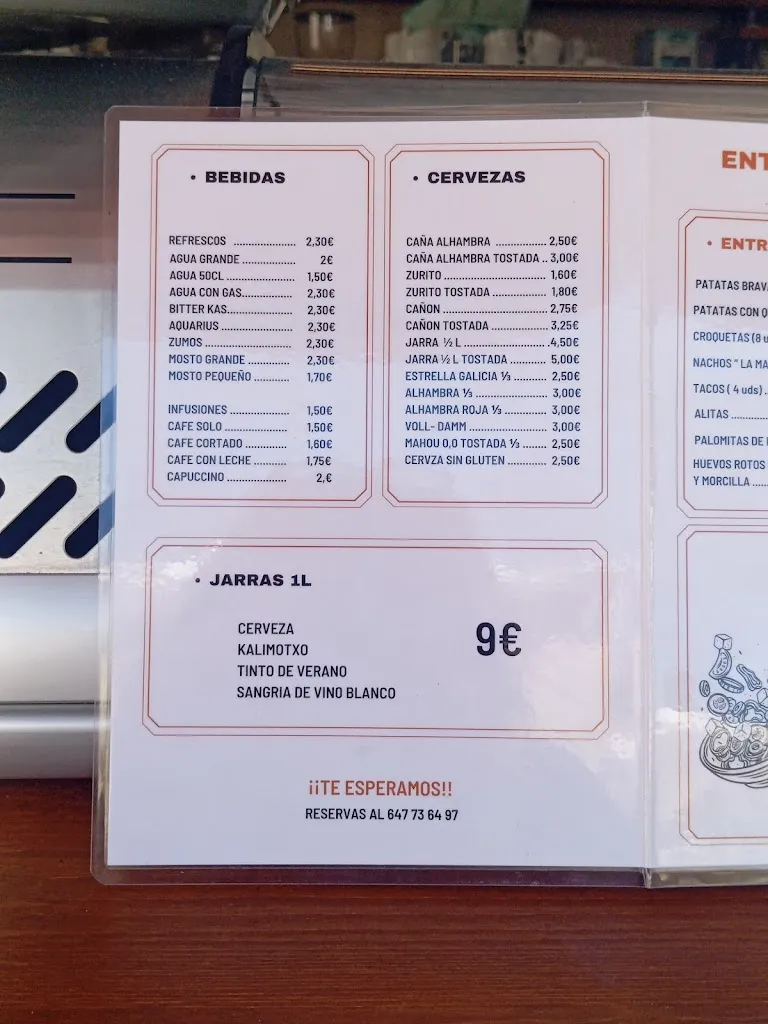 • BEBIDAS
REFRESCOS ..................... 2,30€
AGUA GRANDE .................. 2€
AGUA 50CL ................... 1,50€
AGUA CON GAS................. 2,30€
BITTER KAS...................... 2,30€
AQUARIUS........................ 2,30€
ZUMOS ........................... 2,30€
MOSTO GRANDE ................ 2,30€
MOSTO PEQUEÑO ............ 1,70€
INFUSIONES .................... 1,50€
CAFE SOLO ...................... 1,50€
CAFE CORTADO .............. 1,60€
CAFE CON LECHE ........... 1,75€
CAPUCCINO .................... 2,€
• CERVEZAS
CAÑA ALHAMBRA ................. 2,50€
CAÑA ALHAMBRA TOSTADA .. 3,00€
ZURITO .................................. 1,60€
ZURITO TOSTADA ................... 1,80€
CAÑON .................................... 2,75€
CAÑON TOSTADA .................... 3,25€
JARRA ½ L ............................. 4,50€
JARRA ½ L TOSTADA ............ 5,00€
ESTRELLA GALICIA ⅓ ............ 2,50€
ALHAMBRA ⅓ .......................... 3,00€
ALHAMBRA ROJA ⅓ ............... 3,00€
VOLL- DAMM ........................... 3,00€
MAHOU 0,0 TOSTADA ⅓ ......... 2,50€
CERVZA SIN GLUTEN ............. 2,50€
• JARRAS 1L
CERVEZA
KALIMOTXO
TINTO DE VERANO
SANGRIA DE VINO BLANCO
9€
¡¡TE ESPERAMOS!!
RESERVAS AL 647 73 64 97
ENT
• ENTR
PATATAS BRAV
PATATAS CON
CROQUETAS (8 u
NACHOS " LA MA
TACOS ( 4 uds) .
ALITAS .........
PALOMITAS DE
HUEVOS ROTOS
Y MORCILLA ......